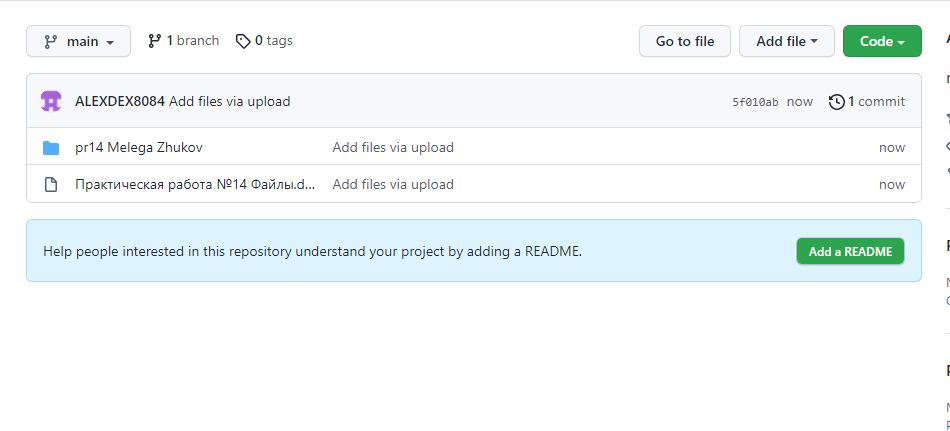 main 1 branch 0 tags Go to file Add file Code
ALEXDEX8084 Add files via upload 5f010ab now 1 commit
pr14 Melega Zhukov Add files via upload now
Практическая работа №14 Файлы.d... Add files via upload now
Help people interested in this repository understand your project by adding a README. Add a README